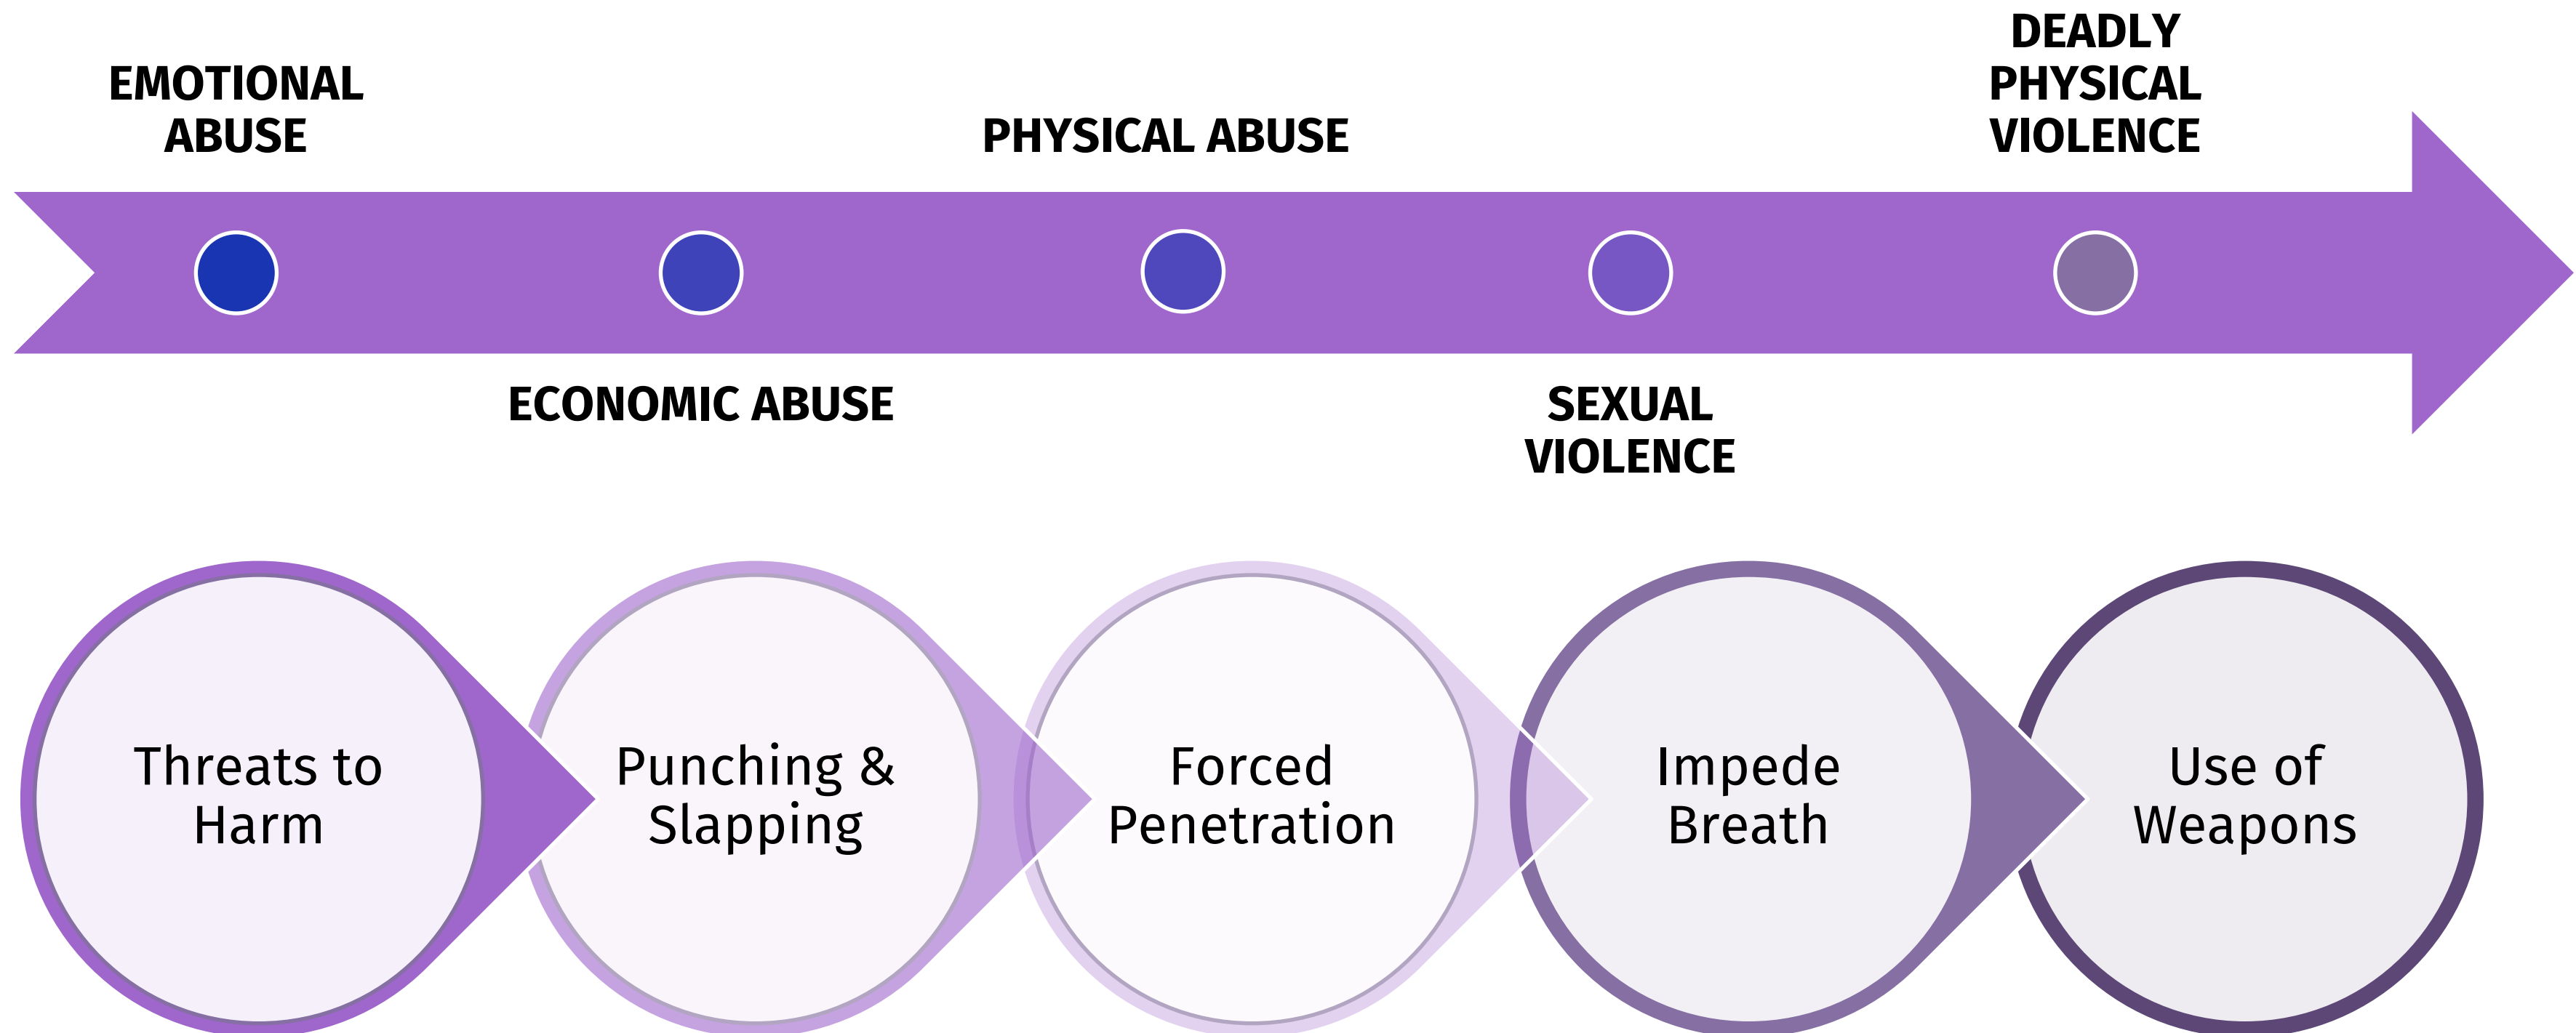 EMOTIONAL
ABUSE
ECONOMIC ABUSE
PHYSICAL ABUSE
SEXUAL
VIOLENCE
DEADLY
PHYSICAL
VIOLENCE
Threats to
Harm
Punching &
Slapping
Forced
Penetration
Impede
Breath
Use of
Weapons